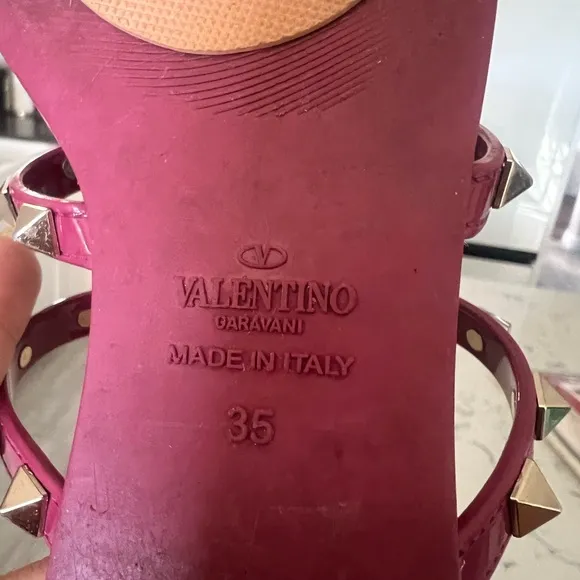 V
VALENTINO
GARAVANI
MADE IN ITALY
35